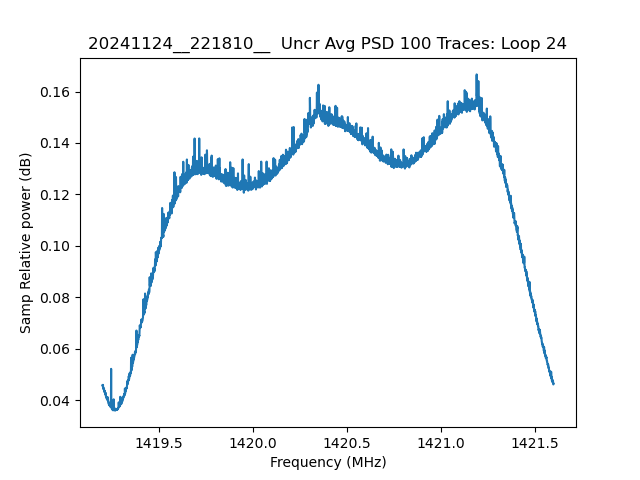 20241124__221810__  Uncr Avg PSD 100 Traces: Loop 24
Samp Relative power (dB)
0.16
0.14
0.12
0.10
0.08
0.06
0.04
1419.5 1420.0 1420.5 1421.0 1421.5
Frequency (MHz)